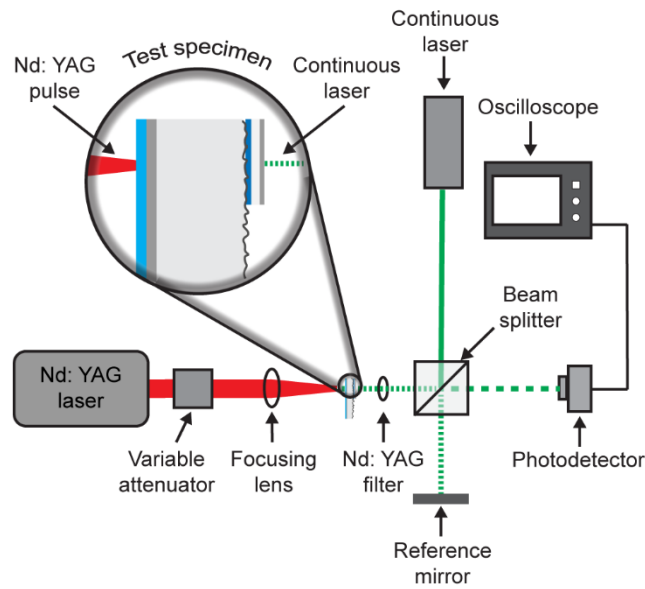 Continuous
laser
Test specimen
Nd: YAG
pulse
Continuous
laser
Oscilloscope
Beam
splitter
Nd: YAG
laser
Variable
attenuator
Focusing
lens
Nd: YAG
filter
Photodetector
Reference
mirror